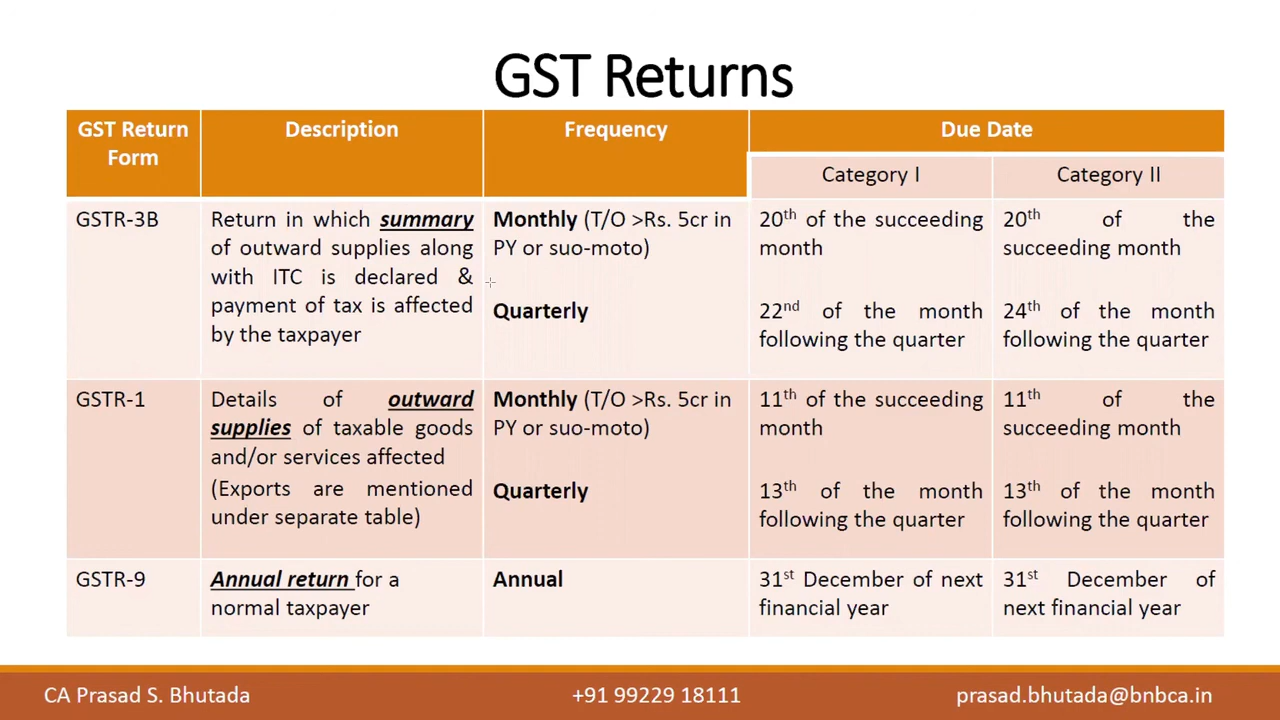 GST Returns
GST Return
Form
Description
Frequency
Due Date
Category I
Category II
GSTR-3B
Return in which summary
of outward supplies along
with ITC is declared &
payment of tax is affected
by the taxpayer
Monthly (T/O >Rs. 5cr in
PY or suo-moto)
Quarterly
20th of the succeeding
month
22nd of the month
following the quarter
20th of the
succeeding month
24th of the month
following the quarter
GSTR-1
Details of outward
supplies of taxable goods
and/or services affected
(Exports are mentioned
under separate table)
Monthly (T/O >Rs. 5cr in
PY or suo-moto)
Quarterly
11th of the succeeding
month
13th of the month
following the quarter
11th of the
succeeding month
13th of the month
following the quarter
GSTR-9
Annual return for a
normal taxpayer
Annual
31st December of next
financial year
31st December of
next financial year
CA Prasad S. Bhutada
+91 99229 18111
prasad.bhutada@bnbca.in